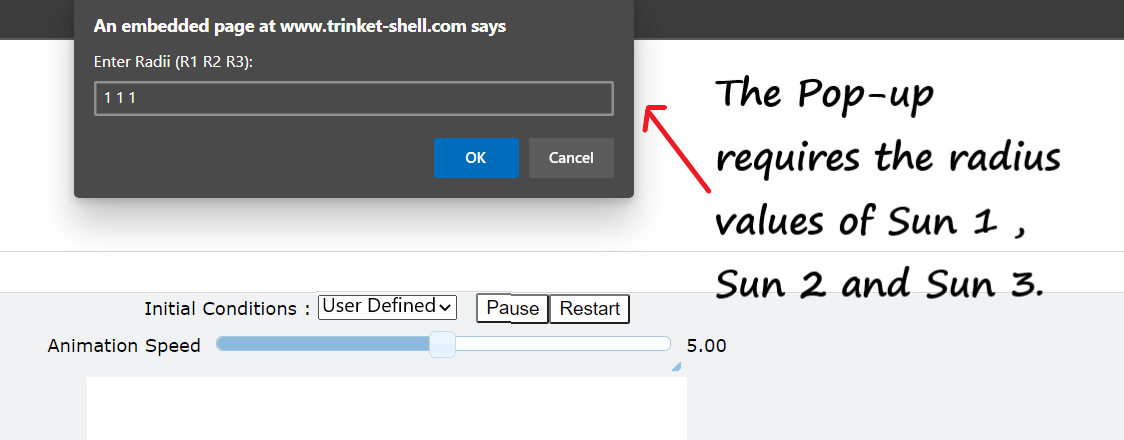 An embedded page at www.trinket-shell.com says
Enter Radii (R1 R2 R3):
1 1 1
OK Cancel
The Pop-up
requires the radius
values of Sun 1 ,
Sun 2 and Sun 3.
Initial Conditions : User Defined Pause Restart
Animation Speed 5.00